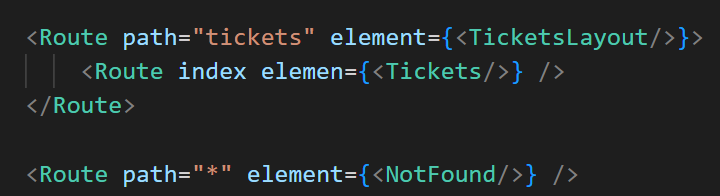 <Route path="tickets" element={<TicketsLayout/>}>
    <Route index elemen={<Tickets/>} />
</Route>
<Route path="*" element={<NotFound/>} />